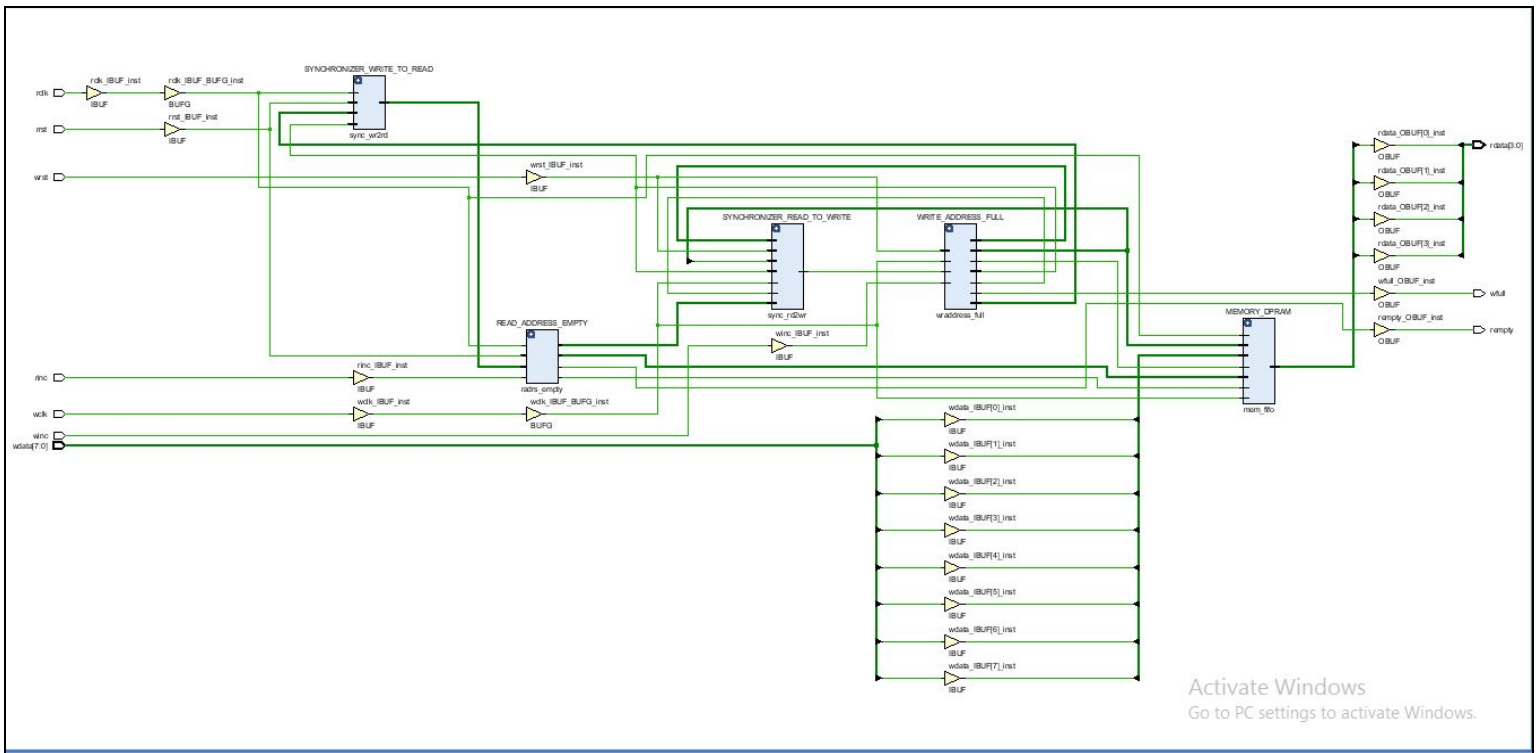 SYNCHRONIZER_WRITE_TO_READ
rclk_IBUF_inst
rclk_IBUF_BUFG_inst
rclk
IBUF
BUFG
rrst_IBUF_inst
rrst
IBUF
sync_wr2rd
wrst_IBUF_inst
wrst
IBUF
SYNCHRONIZER_READ_TO_WRITE
WRITE_ADDRESS_FULL
sync_rd2wr
wraddress_full
READ_ADDRESS_EMPTY
rinc_IBUF_inst
rinc
IBUF
radrs_empty
wclk_IBUF_inst
wclk_IBUF_BUFG_inst
wclk
IBUF
BUFG
winc
wdata[7:0]
winc_IBUF_inst
IBUF
MEMORY_DPRAM
mem_fifo
rdata_OBUF[0]_inst
rdata[3:0]
OBUF
rdata_OBUF[1]_inst
OBUF
rdata_OBUF[2]_inst
OBUF
rdata_OBUF[3]_inst
OBUF
wfull_OBUF_inst
wfull
OBUF
rempty_OBUF_inst
rempty
OBUF
wdata_IBUF[0]_inst
IBUF
wdata_IBUF[1]_inst
IBUF
wdata_IBUF[2]_inst
IBUF
wdata_IBUF[3]_inst
IBUF
wdata_IBUF[4]_inst
IBUF
wdata_IBUF[5]_inst
IBUF
wdata_IBUF[6]_inst
IBUF
wdata_IBUF[7]_inst
IBUF
Activate Windows
Go to PC settings to activate Windows.